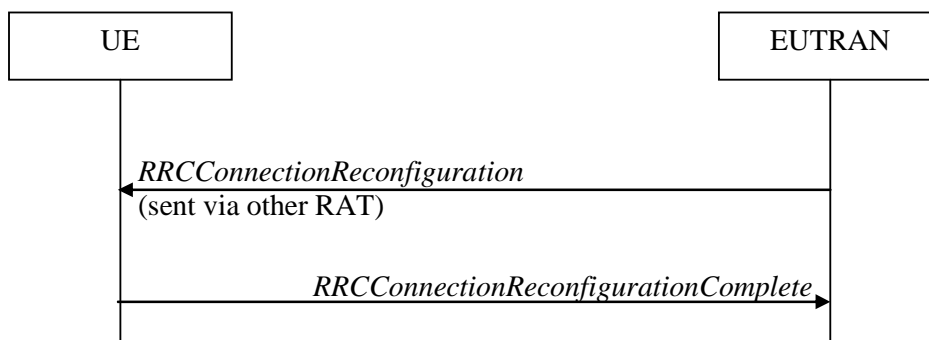 UE
EUTRAN
RRCConnectionReconfiguration
(sent via other RAT)
RRCConnectionReconfigurationComplete